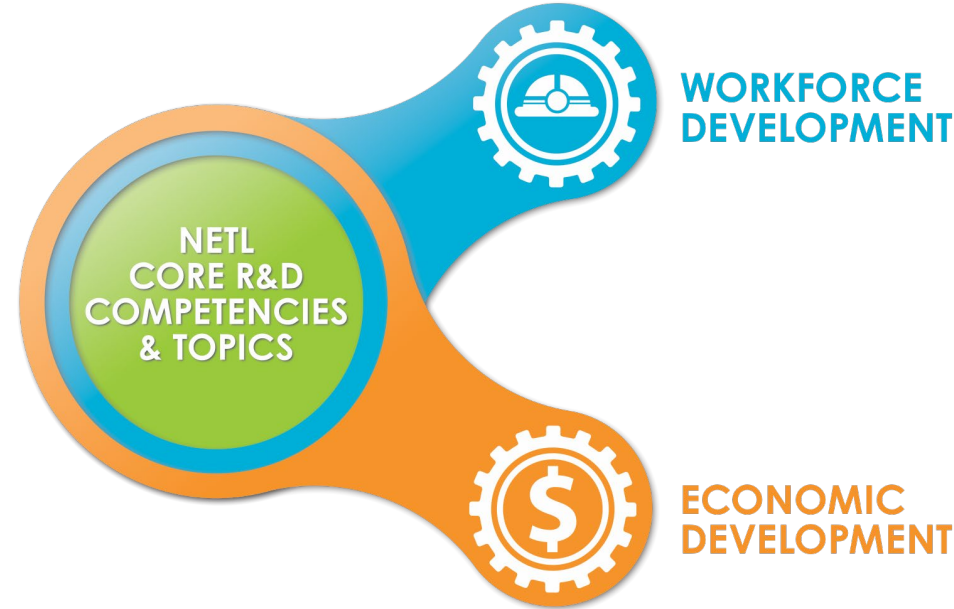 WORKFORCE
DEVELOPMENT
NETL
CORE R&D
COMPETENCIES
& TOPICS
$
ECONOMIC
DEVELOPMENT